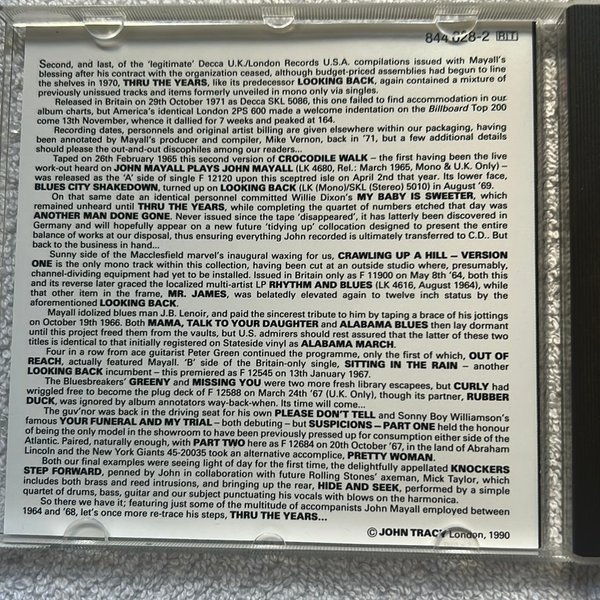 844 028-2 BIT
Second, and last, of the 'legitimate' Decca U.K./London Records U.S.A. compilations issued with Mayall's
blessing after his contract with the organization ceased, although budget-priced assemblies had begun to line
the shelves in 1970, THRU THE YEARS, like its predecessor LOOKING BACK, again contained a mixture of
previously unissued tracks and items formerly unveiled in mono only via singles.
Released in Britain on 29th October 1971 as Decca SKL 5086, this one failed to find accommodation in our
album charts, but America's identical London 2PS 600 made a welcome indentation on the Billboard Top 200
come 13th November, whence it dallied for 7 weeks and peaked at 164.
Recording dates, personnels and original artist billing are given elsewhere within our packaging, having
been annotated by Mayall's producer and compiler, Mike Vernon, back in '71, but a few additional details
should please the out-and-out discophiles among our readers...
Taped on 26th February 1965 this second version of CROCODILE WALK – the first having been the live
work-out heard on JOHN MAYALL PLAYS JOHN MAYALL (LK 4680, Rel.: March 1965, Mono & U.K. Only) –
was released as the 'A' side of single F 12120 upon this sceptred isle on April 2nd that year. Its lower face,
BLUES CITY SHAKEDOWN, turned up on LOOKING BACK (LK (Mono)/SKL (Stereo) 5010) in August '69.
On that same date an identical personnel committed Willie Dixon's MY BABY IS SWEETER, which
remained unheard until THRU THE YEARS, while completing the quartet of numbers etched that day was
ANOTHER MAN DONE GONE. Never issued since the tape 'disappeared', it has latterly been discovered in
Germany and will hopefully appear on a new future 'tidying up' collocation designed to present the entire
balance of works at our disposal, thus ensuring everything John recorded is ultimately transferred to C.D.. But
back to the business in hand...
Sunny side of the Macclesfield marvel's inaugural waxing for us, CRAWLING UP A HILL – VERSION
ONE is the only mono track within this collection, having been cut at an outside studio where, presumably,
channel-dividing equipment had yet to be installed. Issued in Britain only as F 11900 on May 8th '64, both this
and its reverse later graced the localized multi-artist LP RHYTHM AND BLUES (LK 4616, August 1964), while
that other item in the frame, MR. JAMES, was belatedly elevated again to twelve inch status by the
aforementioned LOOKING BACK.
Mayall idolized blues man J.B. Lenoir, and paid the sincerest tribute to him by taping a brace of his jottings
on October 19th 1966. Both MAMA, TALK TO YOUR DAUGHTER and ALABAMA BLUES then lay dormant
until this project freed them from the vaults, but U.S. admirers should rest assured that the latter of these two
titles is identical to that initially registered on Stateside vinyl as ALABAMA MARCH.
Four in a row from ace guitarist Peter Green continued the programme, only the first of which, OUT OF
REACH, actually featured Mayall. 'B' side of the Britain-only single, SITTING IN THE RAIN – another
LOOKING BACK incumbent – this premiered as F 12545 on 13th January 1967.
The Bluesbreakers' GREENY and MISSING YOU were two more fresh library escapees, but CURLY had
wriggled free to become the plug deck of F 12588 on March 24th '67 (U.K. Only), though its partner, RUBBER
DUCK, was ignored by album annotators way-back-when. Its time will come...
The guv'nor was back in the driving seat for his own PLEASE DON'T TELL and Sonny Boy Williamson's
famous YOUR FUNERAL AND MY TRIAL – both debuting – but SUSPICIONS – PART ONE held the honour
of being the only model in the showroom to have been previously pressed up for consumption either side of the
Atlantic. Paired, naturally enough, with PART TWO here as F 12684 on 20th October '67, in the land of Abraham
Lincoln and the New York Giants 45-20035 took an alternative accomplice, PRETTY WOMAN.
Both our final examples were seeing light of day for the first time, the delightfully appellated KNOCKERS
STEP FORWARD, penned by John in collaboration with future Rolling Stones' axeman, Mick Taylor, which
includes both brass and reed intrusions, and bringing up the rear, HIDE AND SEEK, performed by a simple
quartet of drums, bass, guitar and our subject punctuating his vocals with blows on the harmonica.
So there we have it; featuring just some of the multitude of accompanists John Mayall employed between
1964 and '68, let's once more re-trace his steps, THRU THE YEARS...
© JOHN TRACY London, 1990